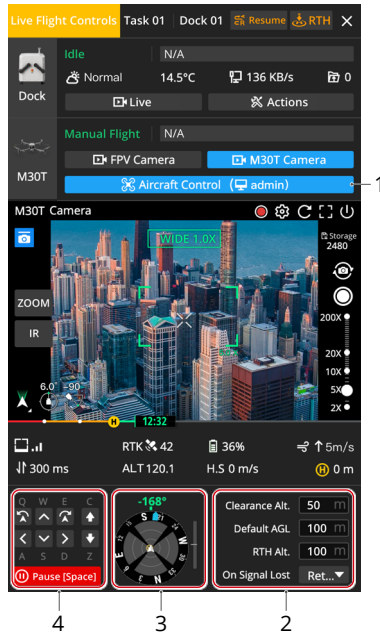 Live Flight Controls Task 01 Dock 01 Resume RTH
Idle N/A
Normal 14.5°C 136 KB/s 0
Dock
Live Actions
Manual Flight N/A
FPV Camera M30T Camera
M30T
Aircraft Control ( admin) 1
M30T Camera
WIDE 1.0X
Storage
2480
ZOOM
200X
IR
20X
10X
6.0 -90
5X
2X
H 12:32
RTK 42 36% 5m/s
300 ms ALT 120.1 H.S 0 m/s H 0 m
Q W E C
A S D Z
Pause [Space]
-168°
S W E
Clearance Alt. 50 m
Default AGL 100 m
RTH Alt. 100 m
On Signal Lost Ret...
4 3 2